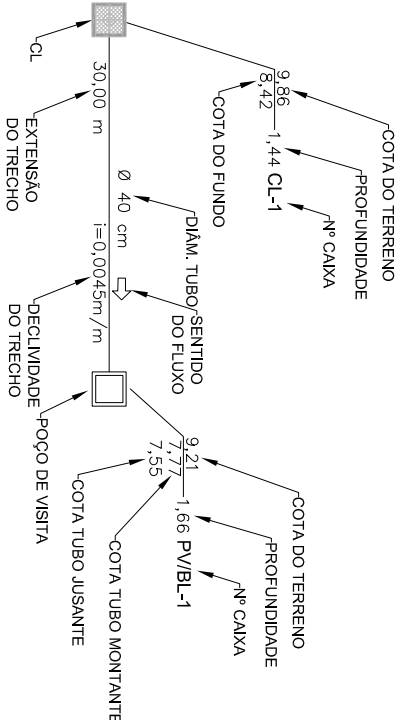 COTA DO TERRENO
PROFUNDIDADE
Nº CAIXA
9,86
8,42
1,44 CL-1
COTA DO FUNDO
CL
30,00 m
EXTENSÃO
DO TRECHO
Ø 40 cm
DIÂM. TUBO
SENTIDO
DO FLUXO
i=0,0045m/m
DECLIVIDADE
DO TRECHO
POÇO DE VISITA
COTA DO TERRENO
PROFUNDIDADE
Nº CAIXA
9,21
7,77
7,55
1,66 PV/BL-1
COTA TUBO MONTANTE
COTA TUBO JUSANTE